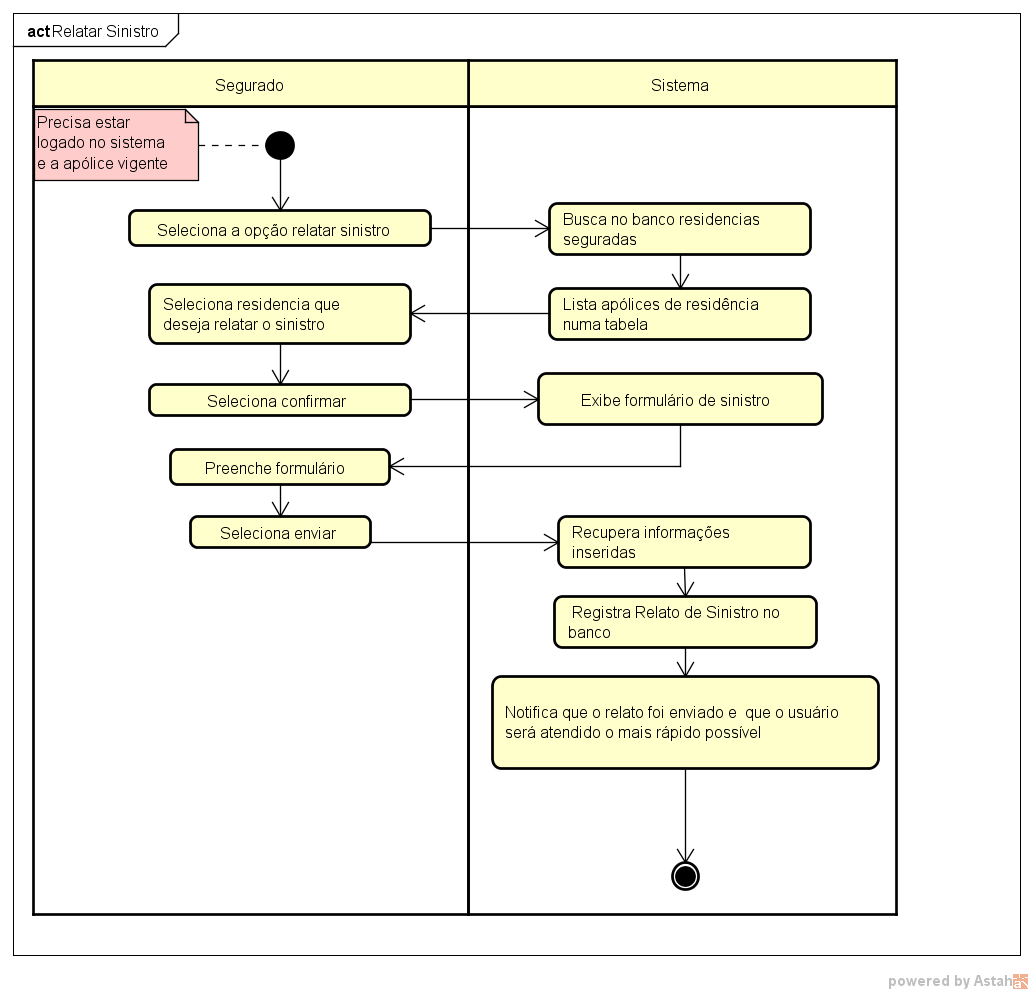 act Relatar Sinistro
Segurado
Sistema
Precisa estar
logado no sistema
e a apólice vigente
Seleciona a opção relatar sinistro
Busca no banco residencias
seguradas
Seleciona residencia que
deseja relatar o sinistro
Lista apólices de residência
numa tabela
Seleciona confirmar
Exibe formulário de sinistro
Preenche formulário
Seleciona enviar
Recupera informações
inseridas
Registra Relato de Sinistro no
banco
Notifica que o relato foi enviado e  que o usuário
será atendido o mais rápido possível
powered by Astah